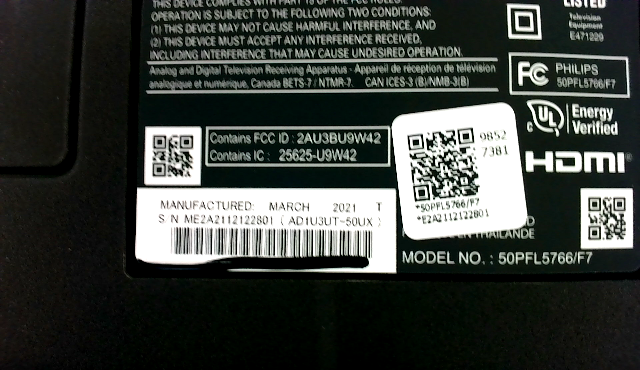 THIS DEVICE COMPLIES WITH PART 15 OF THE FCC RULES.
OPERATION IS SUBJECT TO THE FOLLOWING TWO CONDITIONS:
(1) THIS DEVICE MAY NOT CAUSE HARMFUL INTERFERENCE, AND
(2) THIS DEVICE MUST ACCEPT ANY INTERFERENCE RECEIVED,
INCLUDING INTERFERENCE THAT MAY CAUSE UNDESIRED OPERATION.
Analog and Digital Television Receiving Apparatus - Appareil de réception de télévision
analogique et numérique, Canada BETS-7 / NTMR-7. CAN ICES-3 (B)/NMB-3(B)
LISTED
Television
Equipment
E471229
FC PHILIPS
50PFL5766/F7
c UL Energy
Verified
HDMI
Contains FCC ID : 2AU3BU9W42
Contains IC : 25625-U9W42
9852
7381
*50PFL5766/F7
*E2A2112122801
MANUFACTURED: MARCH 2021 T
S N ME2A2112122801 ( AD1U3UT-50UX )
THAILANDE
MODEL NO. : 50PFL5766/F7